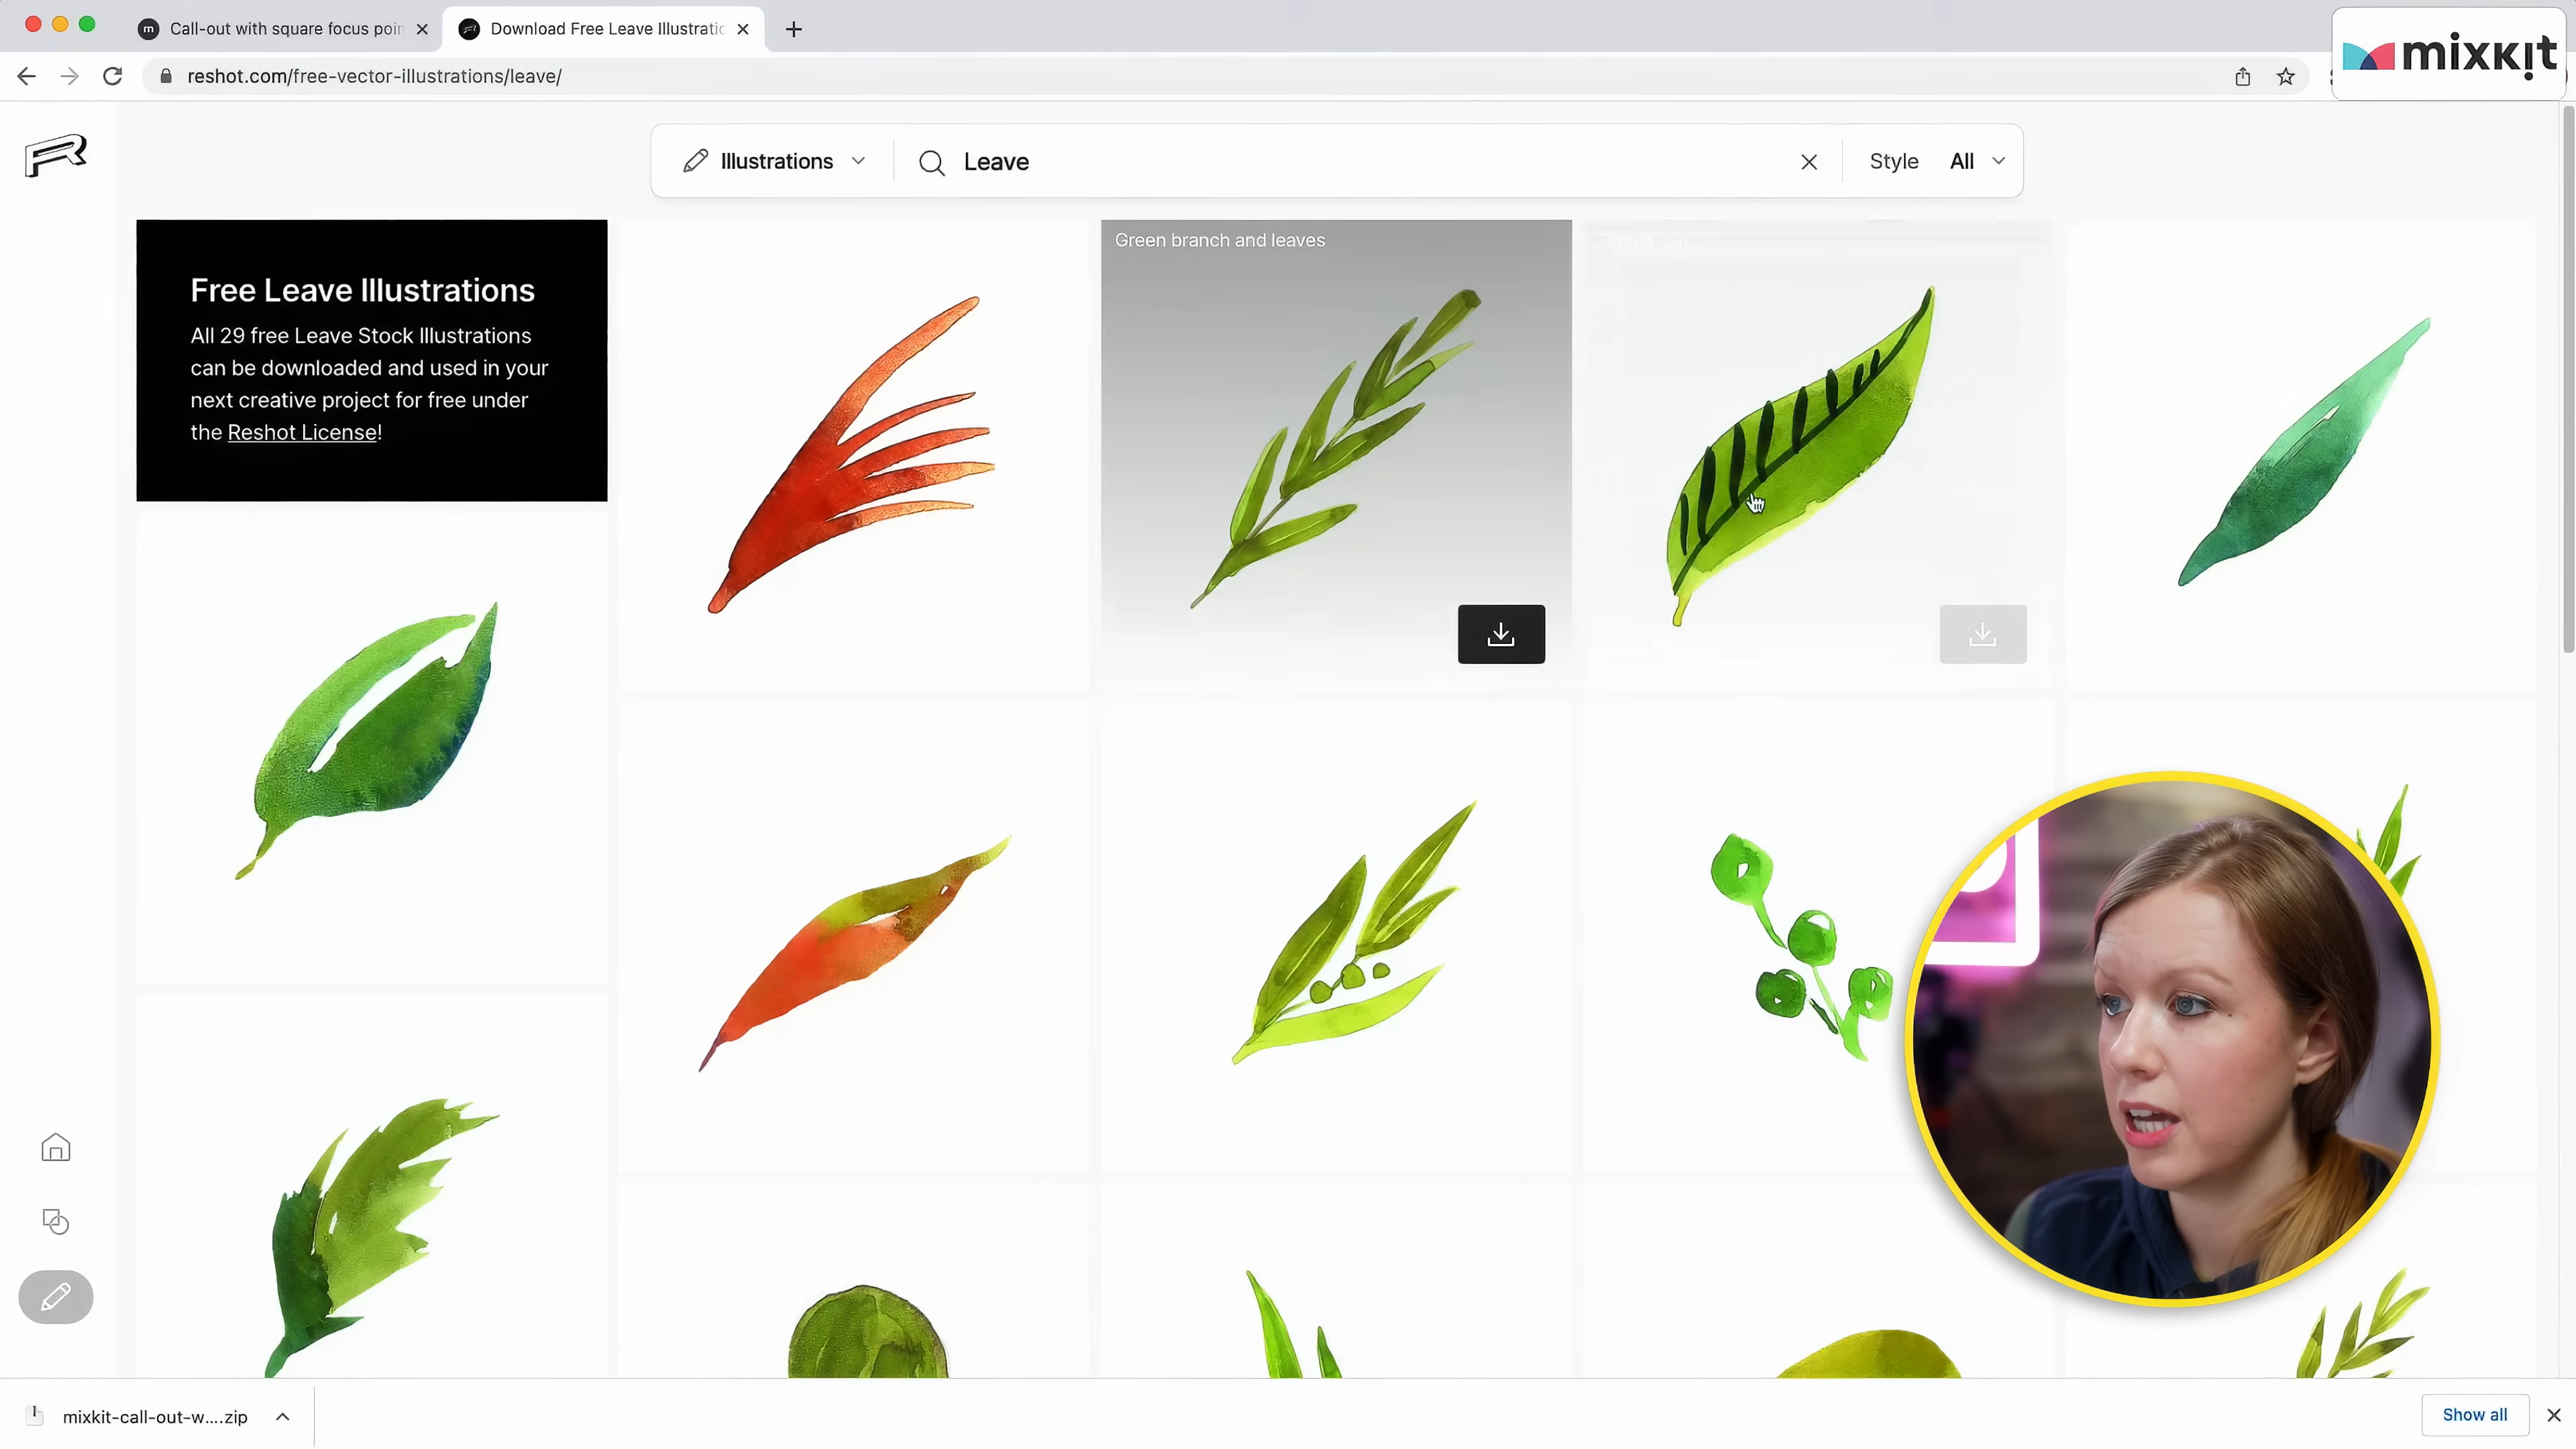 Call-out with square focus poin
Download Free Leave Illustratio
mixkit
reshot.com/free-vector-illustrations/leave/
Illustrations
Leave
Style
All
Free Leave Illustrations
All 29 free Leave Stock Illustrations
can be downloaded and used in your
next creative project for free under
the Reshot License!
Green branch and leaves
mixkit-call-out-w....zip
Show all